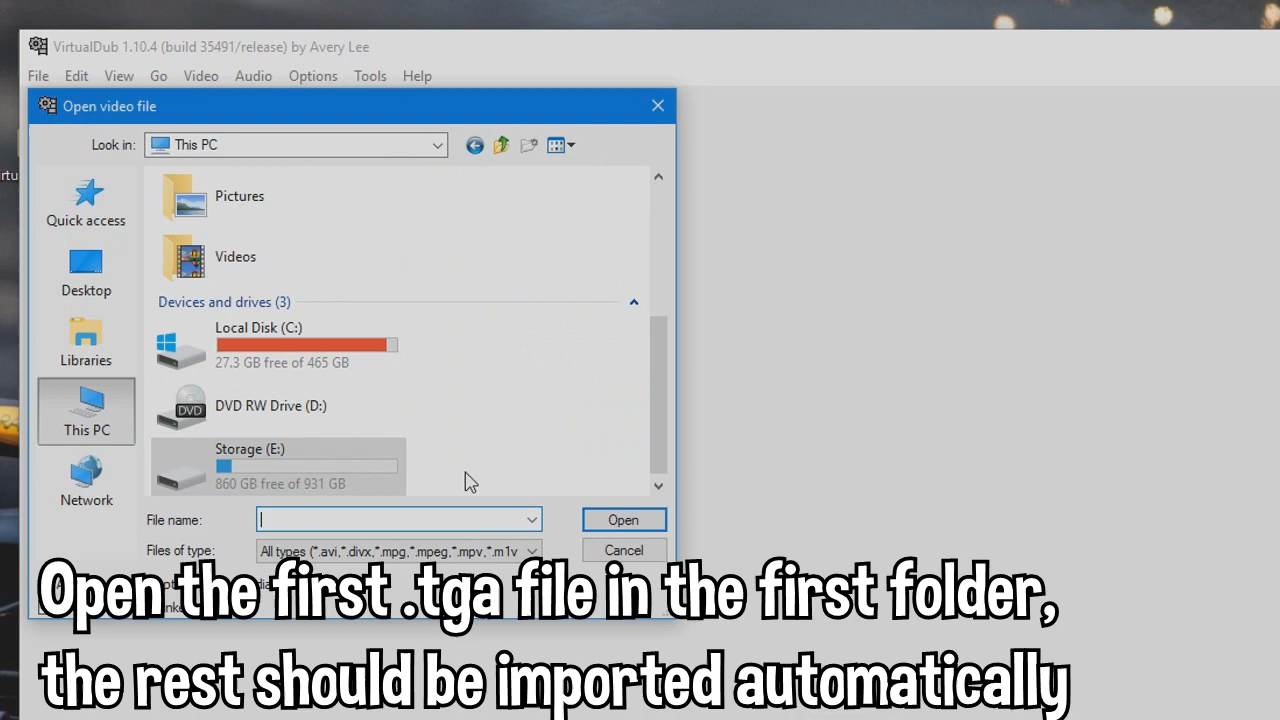 VirtualDub 1.10.4 (build 35491/release) by Avery Lee
File Edit View Go Video Audio Options Tools Help
Open video file
Look in: This PC
Quick access
Desktop
Libraries
This PC
Network
Pictures
Videos
Devices and drives (3)
Local Disk (C:)
27.3 GB free of 465 GB
DVD
DVD RW Drive (D:)
Storage (E:)
860 GB free of 931 GB
File name:
Open
Files of type: All types (*.avi,*.divx,*.mpg,*.mpeg,*.mpv,*.m1v
Cancel
Open the first .tga file in the first folder,
the rest should be imported automatically